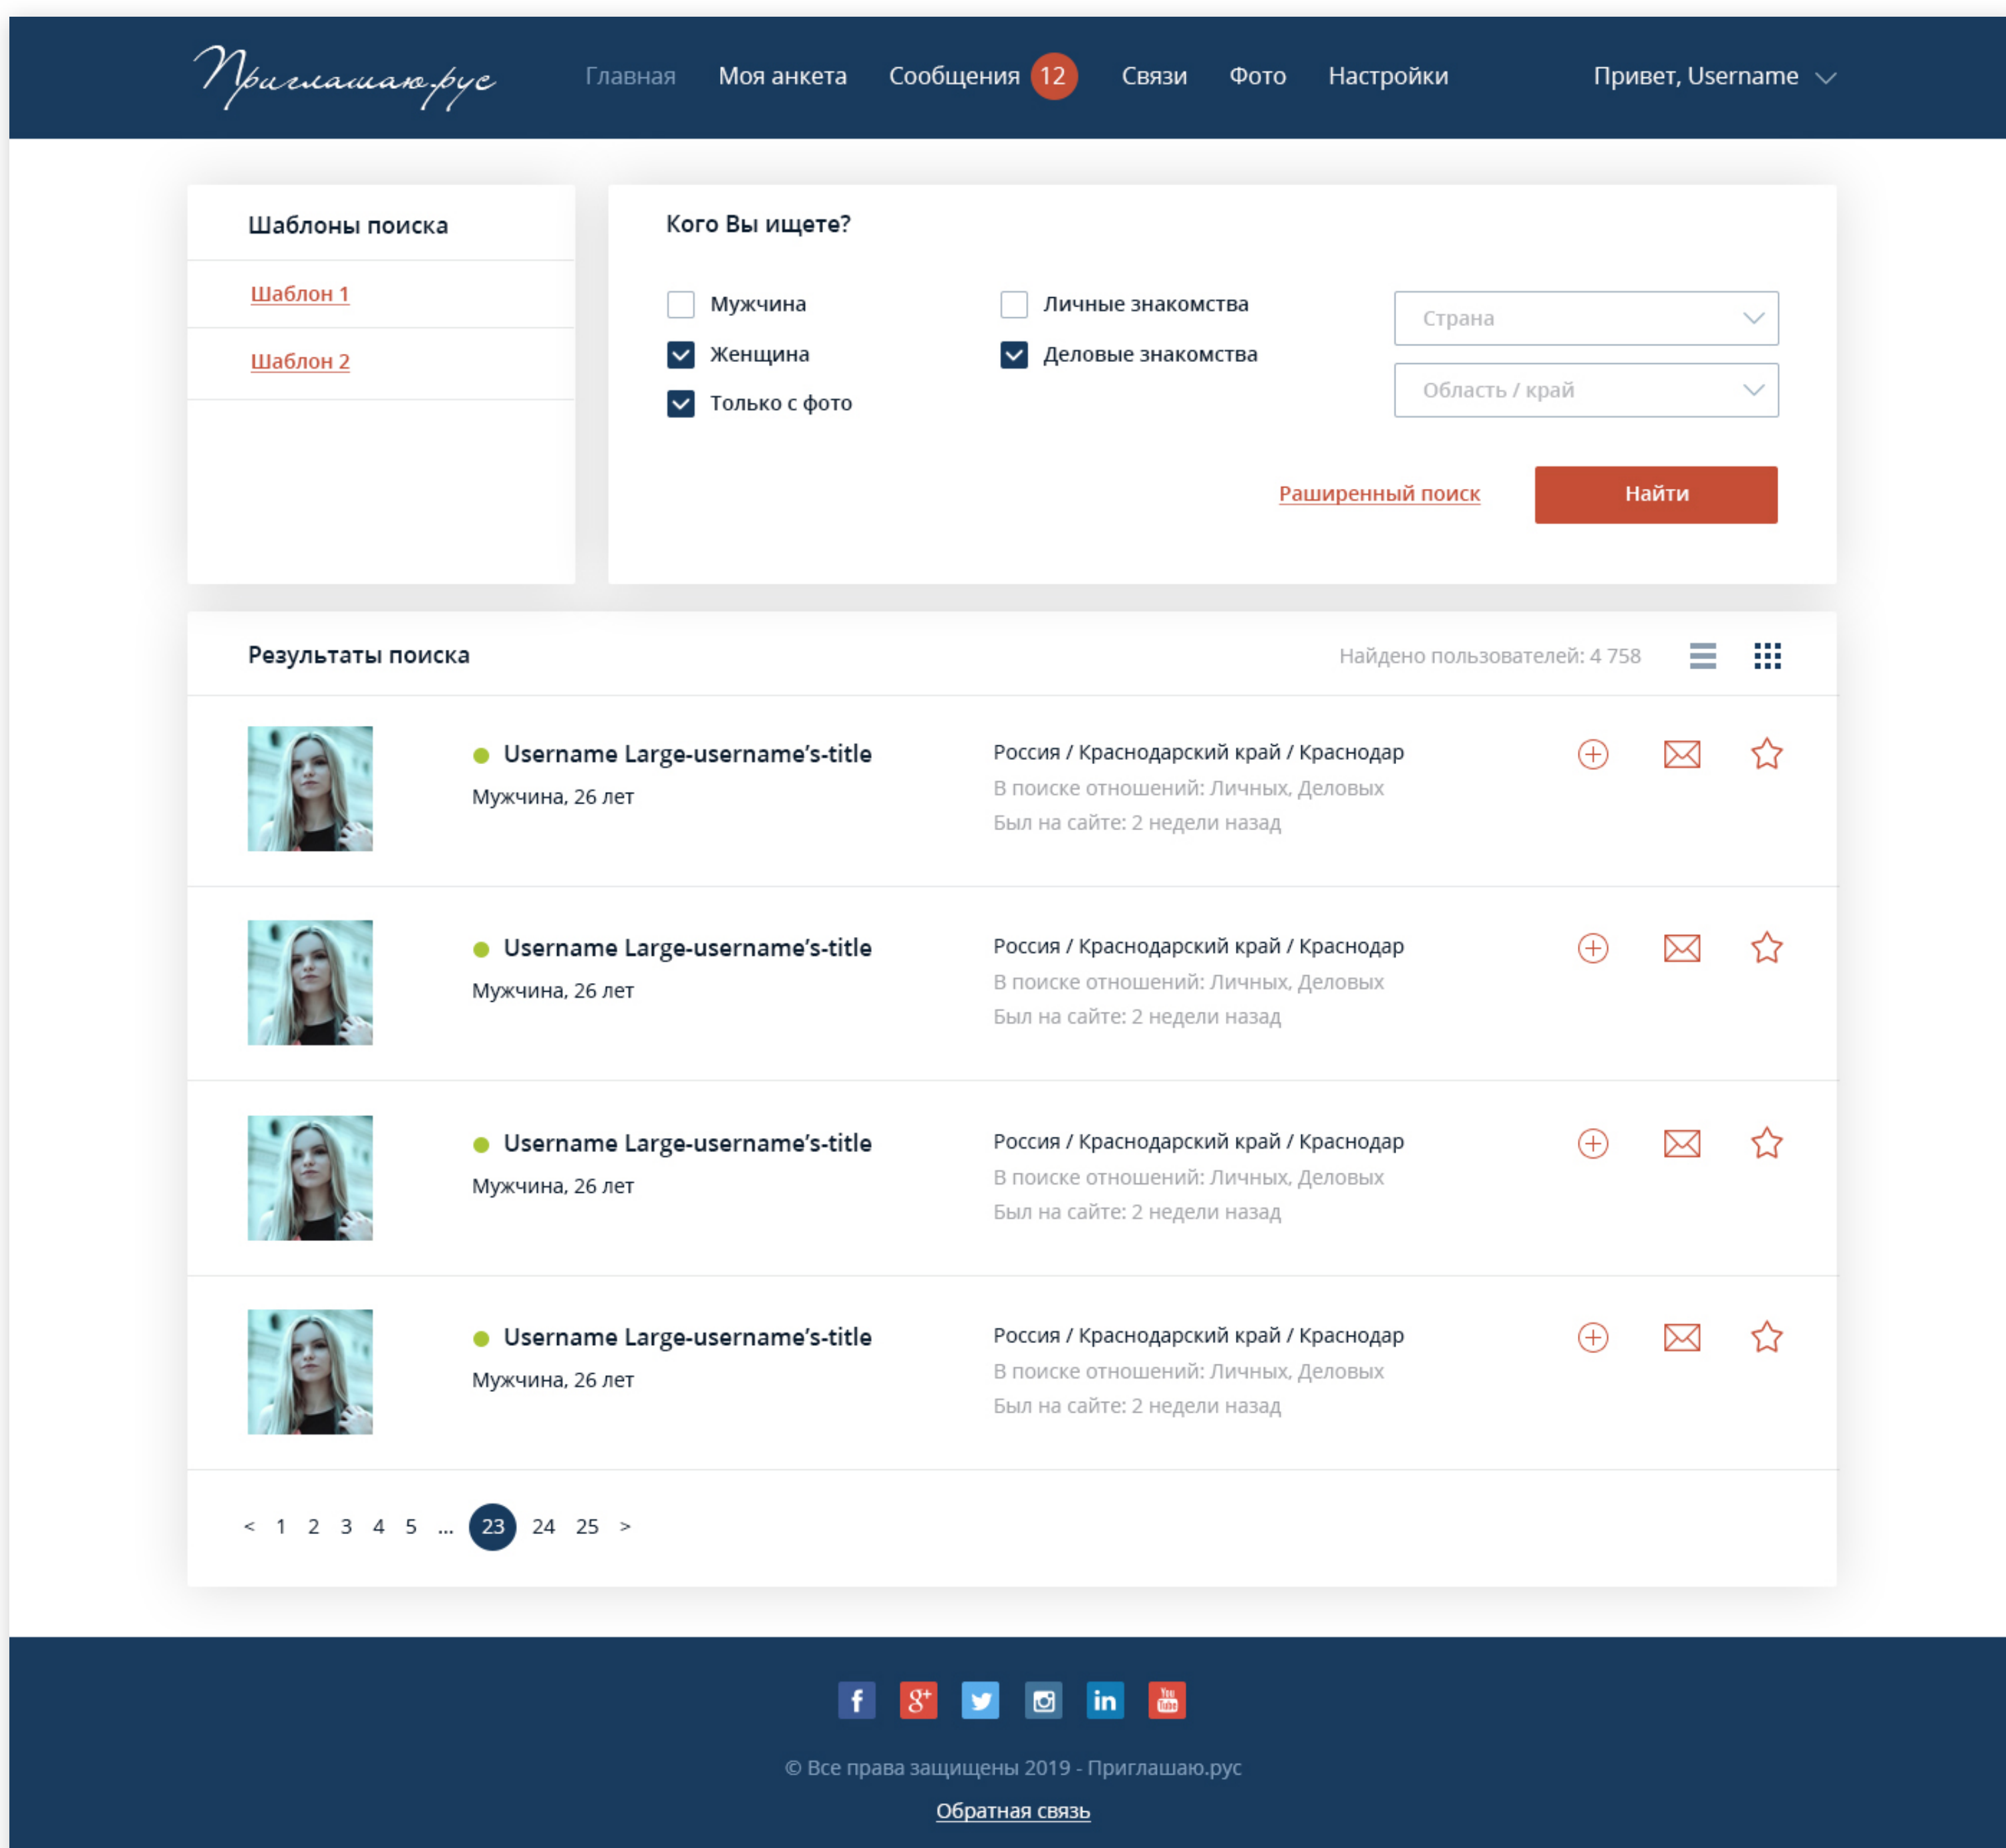 Приглашаю.рус Главная Моя анкета Сообщения 12 Связи Фото Настройки Привет, Username
Шаблоны поиска
Шаблон 1
Шаблон 2
Кого Вы ищете?
Мужчина
Женщина
Только с фото
Личные знакомства
Деловые знакомства
Страна
Область / край
Раширенный поиск
Найти
Результаты поиска
Найдено пользователей: 4 758
Username Large-username’s-title
Мужчина, 26 лет
Россия / Краснодарский край / Краснодар
В поиске отношений: Личных, Деловых
Был на сайте: 2 недели назад
Username Large-username’s-title
Мужчина, 26 лет
Россия / Краснодарский край / Краснодар
В поиске отношений: Личных, Деловых
Был на сайте: 2 недели назад
Username Large-username’s-title
Мужчина, 26 лет
Россия / Краснодарский край / Краснодар
В поиске отношений: Личных, Деловых
Был на сайте: 2 недели назад
Username Large-username’s-title
Мужчина, 26 лет
Россия / Краснодарский край / Краснодар
В поиске отношений: Личных, Деловых
Был на сайте: 2 недели назад
< 1 2 3 4 5 ... 23 24 25 >
f g+ in You Tube
© Все права защищены 2019 - Приглашаю.рус
Обратная связь